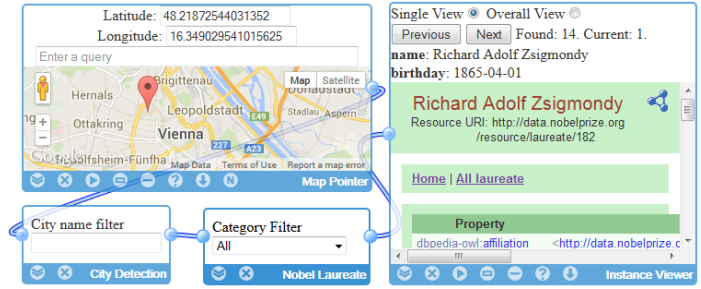 Latitude: 48.21872544031352
Longitude: 16.349029541015625
Enter a query
Map Satellite
Brigittenau
Donaustadt
Hernals
Leopoldstadt
E49
Stadlau Aspern
Ottakring
Vienna
227
A23
Rudolfsheim-Fünfha
Map Data Terms of Use Report a map error
N
Map Pointer
City name filter
City Detection
Category Filter
All
Nobel Laureate
Single View Overall View
Previous Next Found: 14. Current: 1.
name: Richard Adolf Zsigmondy
birthday: 1865-04-01
Richard Adolf Zsigmondy
Resource URI: http://data.nobelprize.org
/resource/laureate/182
Home | All laureate
Property
dbpedia-owl:affiliation <http://data.nobelprize.c
Instance Viewer